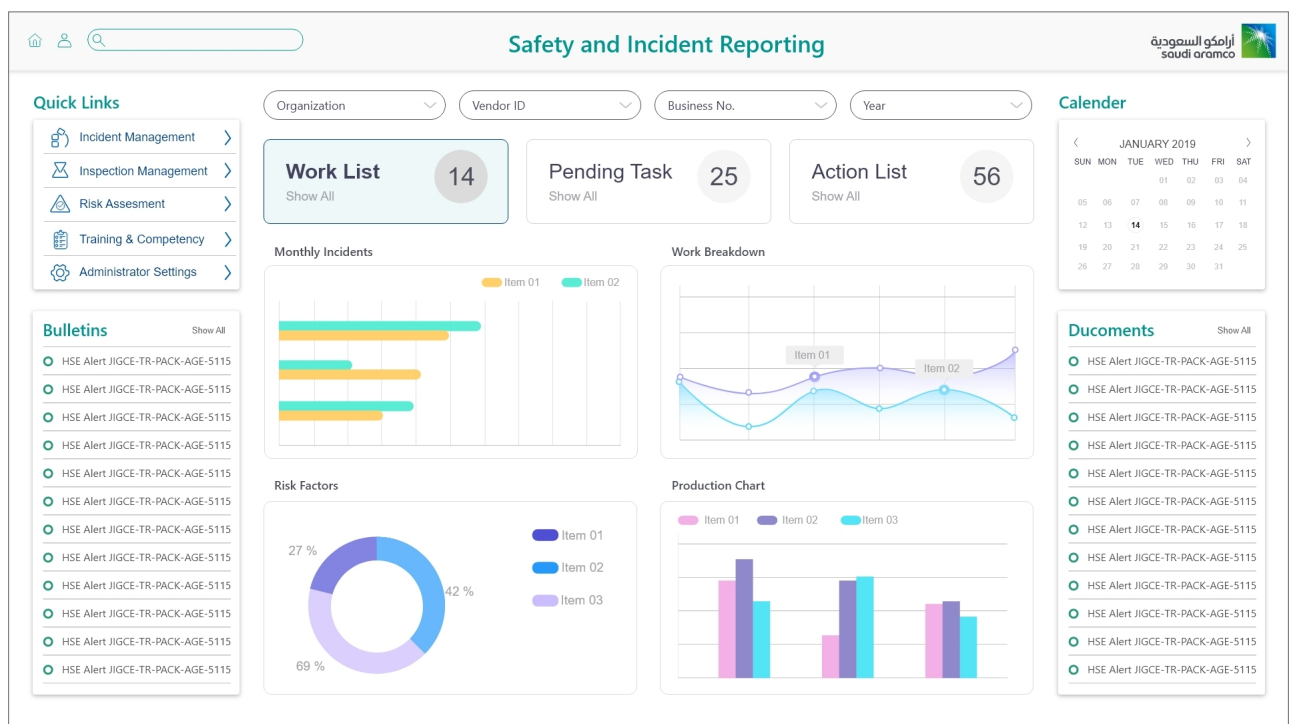 Safety and Incident Reporting
أرامكو السعودية
saudi aramco
Quick Links
Incident Management
Inspection Management
Risk Assesment
Training & Competency
Administrator Settings
Bulletins Show All
HSE Alert JIGCE-TR-PACK-AGE-5115
HSE Alert JIGCE-TR-PACK-AGE-5115
HSE Alert JIGCE-TR-PACK-AGE-5115
HSE Alert JIGCE-TR-PACK-AGE-5115
HSE Alert JIGCE-TR-PACK-AGE-5115
HSE Alert JIGCE-TR-PACK-AGE-5115
HSE Alert JIGCE-TR-PACK-AGE-5115
HSE Alert JIGCE-TR-PACK-AGE-5115
HSE Alert JIGCE-TR-PACK-AGE-5115
HSE Alert JIGCE-TR-PACK-AGE-5115
HSE Alert JIGCE-TR-PACK-AGE-5115
HSE Alert JIGCE-TR-PACK-AGE-5115
Organization Vendor ID Business No. Year
Work List 14
Show All
Pending Task 25
Show All
Action List 56
Show All
Monthly Incidents
Item 01 Item 02
Work Breakdown
Item 01
Item 02
Risk Factors
27 %
42 %
69 %
Item 01
Item 02
Item 03
Production Chart
Item 01 Item 02 Item 03
Calender
JANUARY 2019
SUN MON TUE WED THU FRI SAT
01 02 03 04
05 06 07 08 09 10 11
12 13 14 15 16 17 18
19 20 21 22 23 24 25
26 27 28 29 30 31
Ducoments Show All
HSE Alert JIGCE-TR-PACK-AGE-5115
HSE Alert JIGCE-TR-PACK-AGE-5115
HSE Alert JIGCE-TR-PACK-AGE-5115
HSE Alert JIGCE-TR-PACK-AGE-5115
HSE Alert JIGCE-TR-PACK-AGE-5115
HSE Alert JIGCE-TR-PACK-AGE-5115
HSE Alert JIGCE-TR-PACK-AGE-5115
HSE Alert JIGCE-TR-PACK-AGE-5115
HSE Alert JIGCE-TR-PACK-AGE-5115
HSE Alert JIGCE-TR-PACK-AGE-5115
HSE Alert JIGCE-TR-PACK-AGE-5115
HSE Alert JIGCE-TR-PACK-AGE-5115